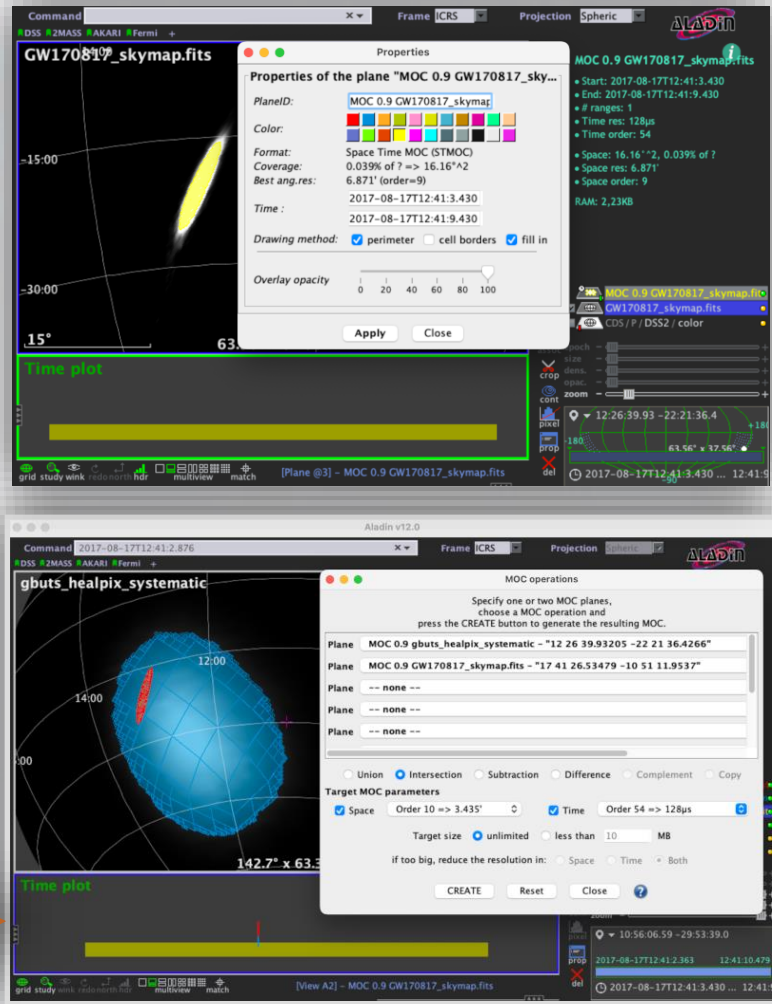 Command
Frame ICRS
Projection Spheric
ALADIN
DSS 2MASS AKARI Fermi +
GW170817_skymap.fits
-15:00
-30:00
15°
63.
Properties
Properties of the plane "MOC 0.9 GW170817_sky...
PlaneID: MOC 0.9 GW170817_skymap
Color:
Format: Space Time MOC (STMOC)
Coverage: 0.039% of ? => 16.16°^2
Best ang.res: 6.871' (order=9)
Time : 2017-08-17T12:41:3.430
2017-08-17T12:41:9.430
Drawing method: perimeter cell borders fill in
Overlay opacity
0 20 40 60 80 100
Apply Close
MOC 0.9 GW170817_skymap.fits
• Start: 2017-08-17T12:41:3.430
• End: 2017-08-17T12:41:9.430
• # ranges: 1
• Time res: 128µs
• Time order: 54
• Space: 16.16°^2, 0.039% of ?
• Space res: 6.871'
• Space order: 9
RAM: 2,23KB
MOC 0.9 GW170817_skymap.fit
GW170817_skymap.fits
CDS / P / DSS2 / color
epoch
size
dens.
opac.
zoom
crop
cont
pixel
prop
del
12:26:39.93 -22:21:36.4
+180
-180
63.56° x 37.56°
-90
2017-08-17T12:41:3.430 ... 12:41:9
Time plot
grid study wink redo north hdr multiview match
[Plane @3] - MOC 0.9 GW170817_skymap.fits
Aladin v12.0
Command 2017-08-17T12:41:2.876
Frame ICRS
Projection Spheric
ALADIN
DSS 2MASS AKARI Fermi +
gbuts_healpix_systematic
12:00
14:00
:00
142.7° x 63.3
MOC operations
Specify one or two MOC planes,
choose a MOC operation and
press the CREATE button to generate the resulting MOC.
Plane MOC 0.9 gbuts_healpix_systematic - "12 26 39.93205 -22 21 36.4266"
Plane MOC 0.9 GW170817_skymap.fits - "17 41 26.53479 -10 51 11.9537"
Plane -- none --
Plane -- none --
Plane -- none --
Union Intersection Subtraction Difference Complement Copy
Target MOC parameters
Space Order 10 => 3.435' Time Order 54 => 128µs
Target size unlimited less than 10 MB
if too big, reduce the resolution in: Space Time Both
CREATE Reset Close ?
zoom
Time plot
pixel
prop
del
10:56:06.59 -29:53:39.0
2017-08-17T12:41:2.363 12:41:10.479
2017-08-17T12:41:3.430 ... 12:41:
grid study wink redo north hdr multiview match
[View A2] - MOC 0.9 GW170817_skymap.fits